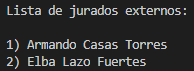 Lista de jurados externos:
1) Armando Casas Torres
2) Elba Lazo Fuertes